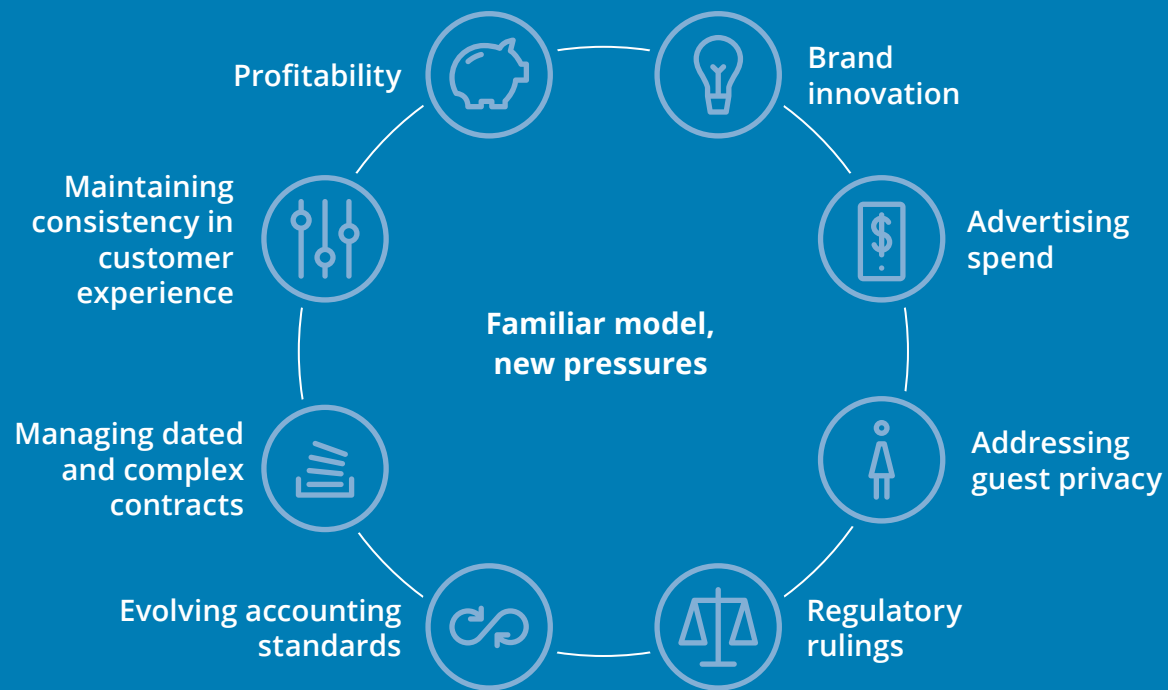 Profitability
Brand
innovation
Maintaining
consistency in
customer
experience
Advertising
spend
Familiar model,
new pressures
Managing dated
and complex
contracts
Addressing
guest privacy
Evolving accounting
standards
Regulatory
rulings